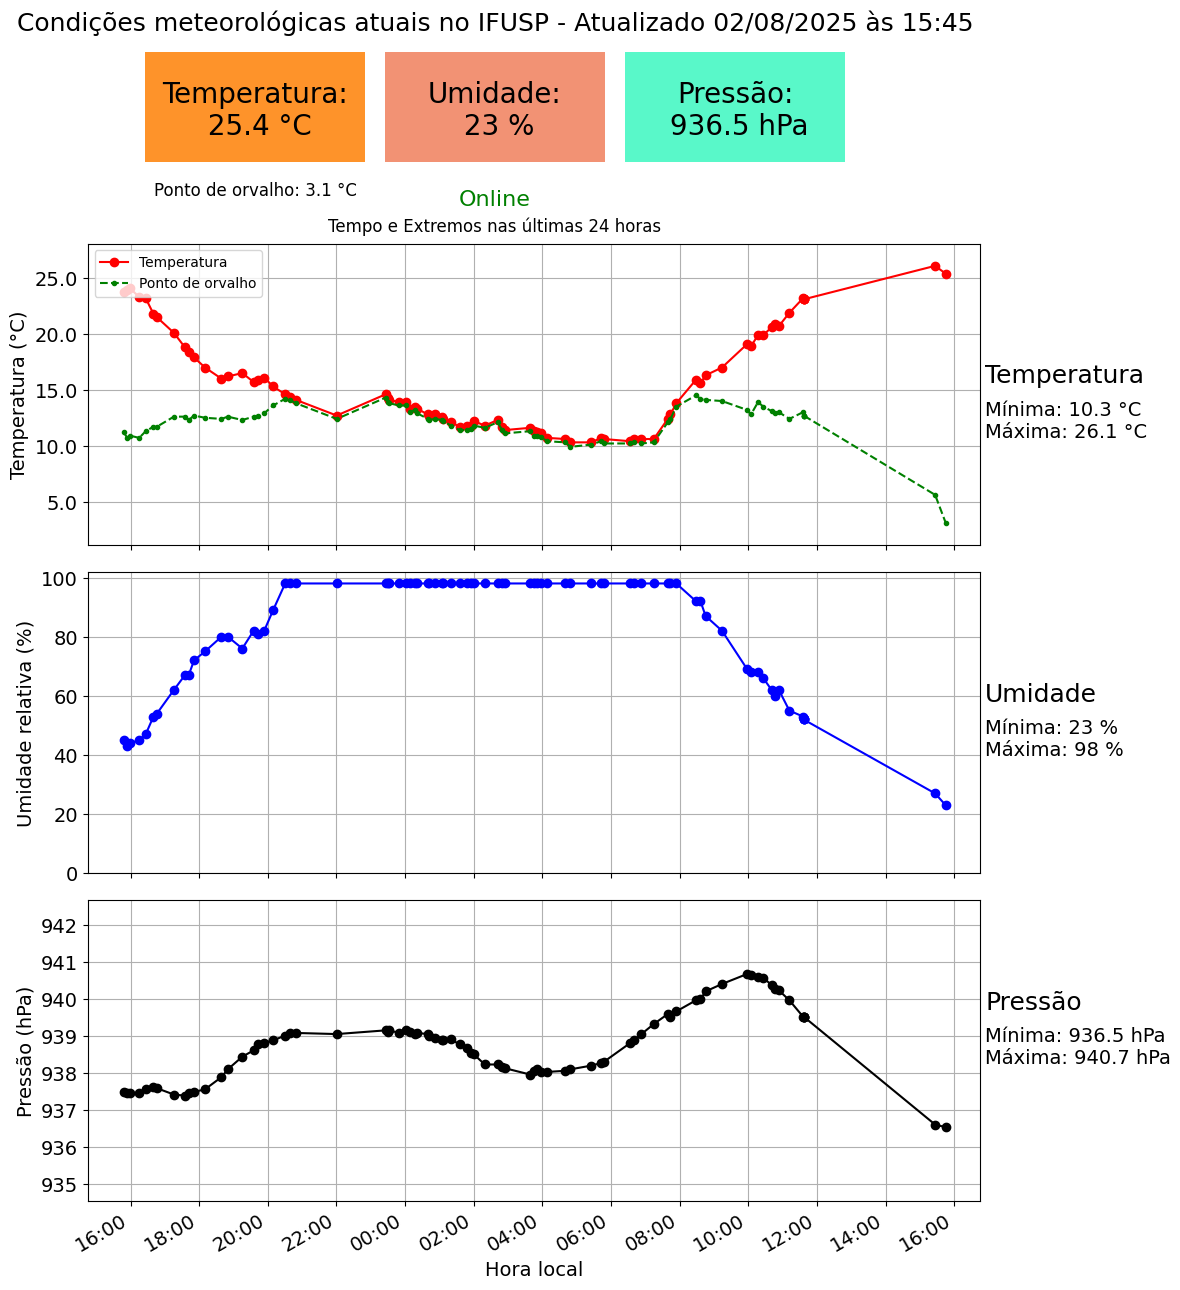 Condições meteorológicas atuais no IFUSP - Atualizado 02/08/2025 às 15:45
Temperatura:
25.4 °C
Umidade:
23 %
Pressão:
936.5 hPa
Ponto de orvalho: 3.1 °C
Online
Tempo e Extremos nas últimas 24 horas
Temperatura
Ponto de orvalho
Temperatura (°C)
25.0
20.0
15.0
10.0
5.0
Temperatura
Mínima: 10.3 °C
Máxima: 26.1 °C
Umidade relativa (%)
100
80
60
40
20
0
Umidade
Mínima: 23 %
Máxima: 98 %
Pressão (hPa)
942
941
940
939
938
937
936
935
Pressão
Mínima: 936.5 hPa
Máxima: 940.7 hPa
16:00
18:00
20:00
22:00
00:00
02:00
04:00
06:00
08:00
10:00
12:00
14:00
16:00
Hora local